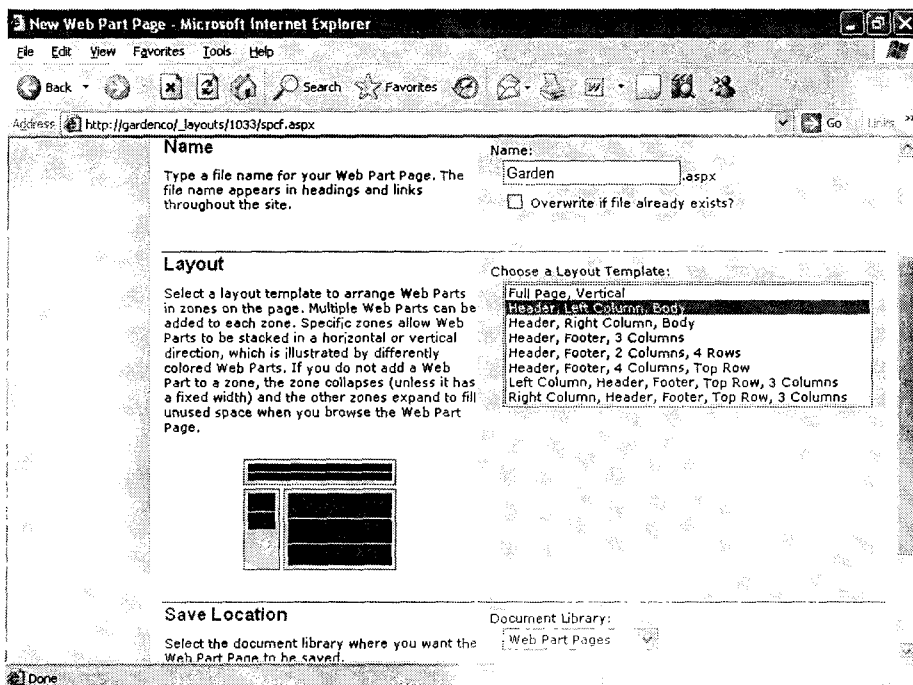 New Web Part Page - Microsoft Internet Explorer
File Edit View Favorites Tools Help
Back Search Favorites
Address http://gardenco/_layouts/1033/spcf.aspx Go Links »
Name
Type a file name for your Web Part Page. The
file name appears in headings and links
throughout the site.
Name:
Garden .aspx
Overwrite if file already exists?
Layout
Select a layout template to arrange Web Parts
in zones on the page. Multiple Web Parts can be
added to each zone. Specific zones allow Web
Parts to be stacked in a horizontal or vertical
direction, which is illustrated by differently
colored Web Parts. If you do not add a Web
Part to a zone, the zone collapses (unless it has
a fixed width) and the other zones expand to fill
unused space when you browse the Web Part
Page.
Choose a Layout Template:
Full Page, Vertical
Header, Left Column, Body
Header, Right Column, Body
Header, Footer, 3 Columns
Header, Footer, 2 Columns, 4 Rows
Header, Footer, 4 Columns, Top Row
Left Column, Header, Footer, Top Row, 3 Columns
Right Column, Header, Footer, Top Row, 3 Columns
Save Location
Select the document library where you want the
Web Part Page to be saved.
Document Library:
Web Part Pages
Done